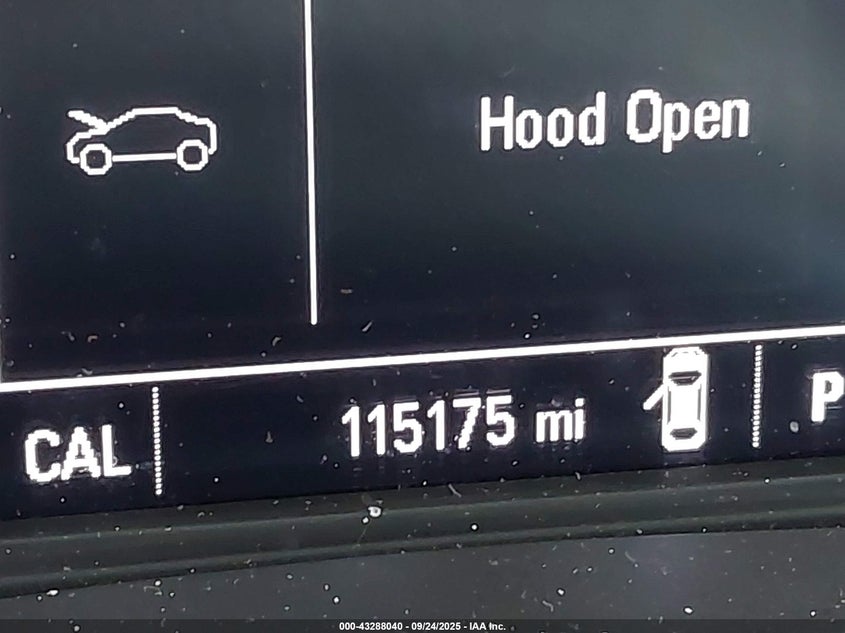 Hood Open
CAL
115175 mi
P
000-43288040 - 09/24/2025 - IAA Inc.